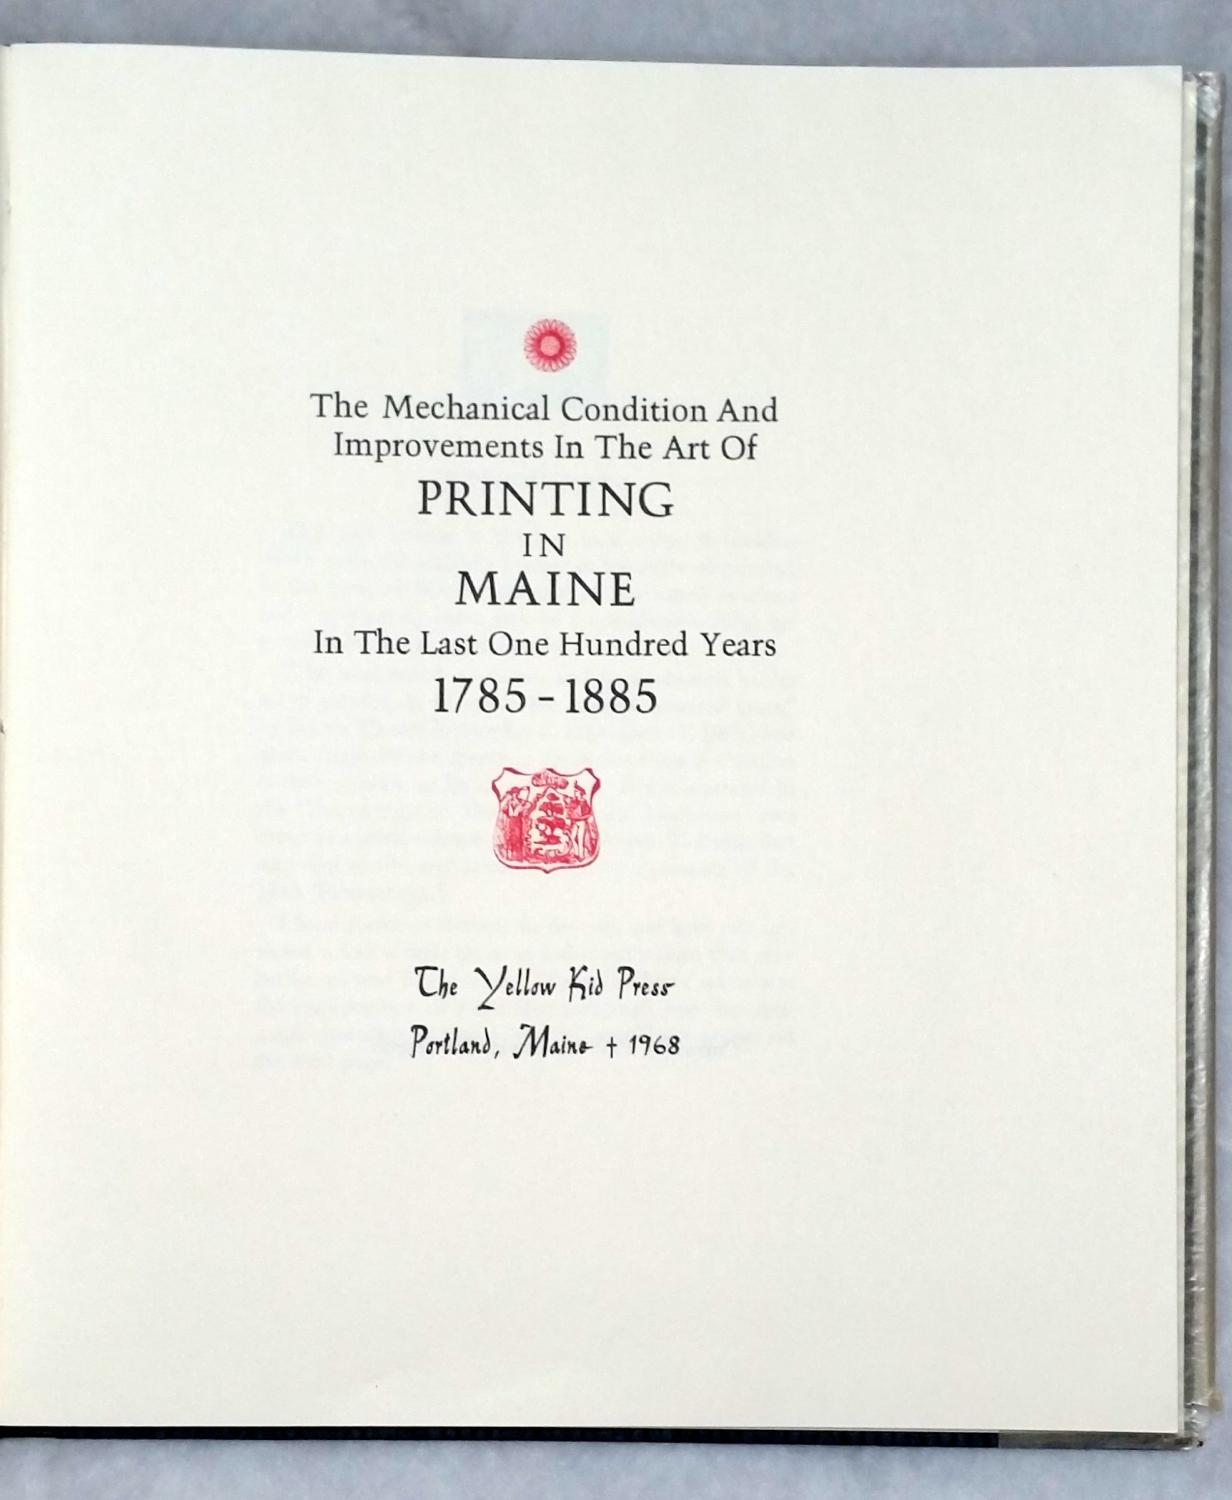 The Mechanical Condition And
Improvements In The Art Of
PRINTING
IN
MAINE
In The Last One Hundred Years
1785 - 1885
The Yellow Kid Press
Portland, Maine † 1968